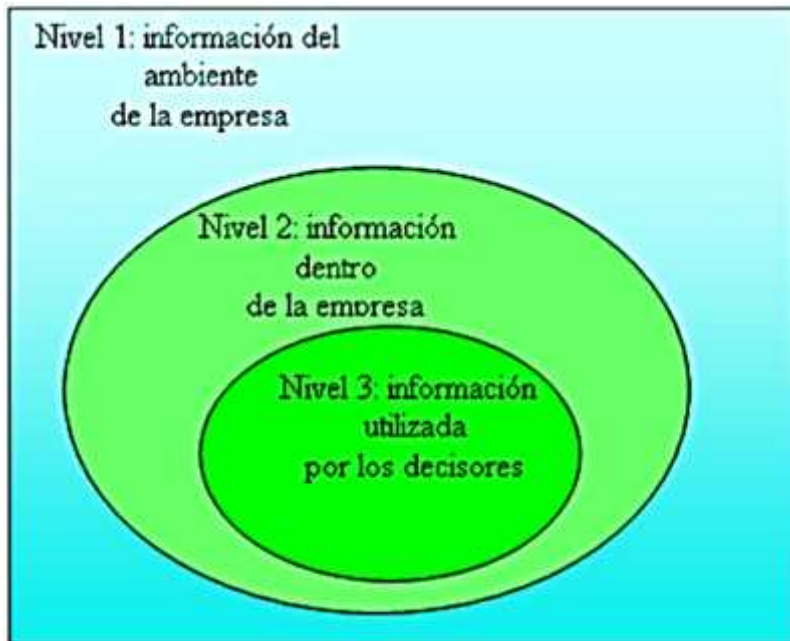 Nivel 1: información del
ambiente
de la empresa
Nivel 2: información
dentro
de la empresa
Nivel 3: información
utilizada
por los decisores